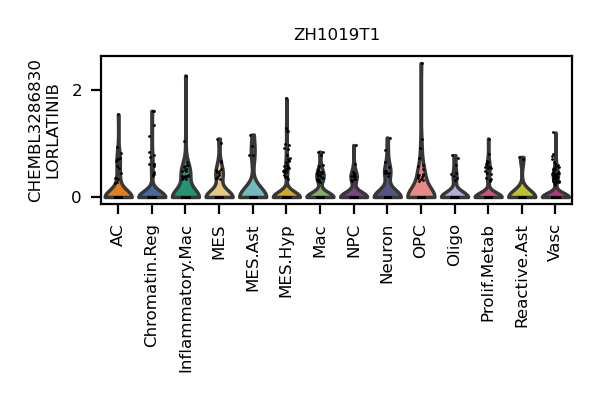 ZH1019T1
CHEMBL3286830
LORLATINIB
2
0
AC
Chromatin.Reg
Inflammatory.Mac
MES
MES.Ast
MES.Hyp
Mac
NPC
Neuron
OPC
Oligo
Prolif.Metab
Reactive.Ast
Vasc